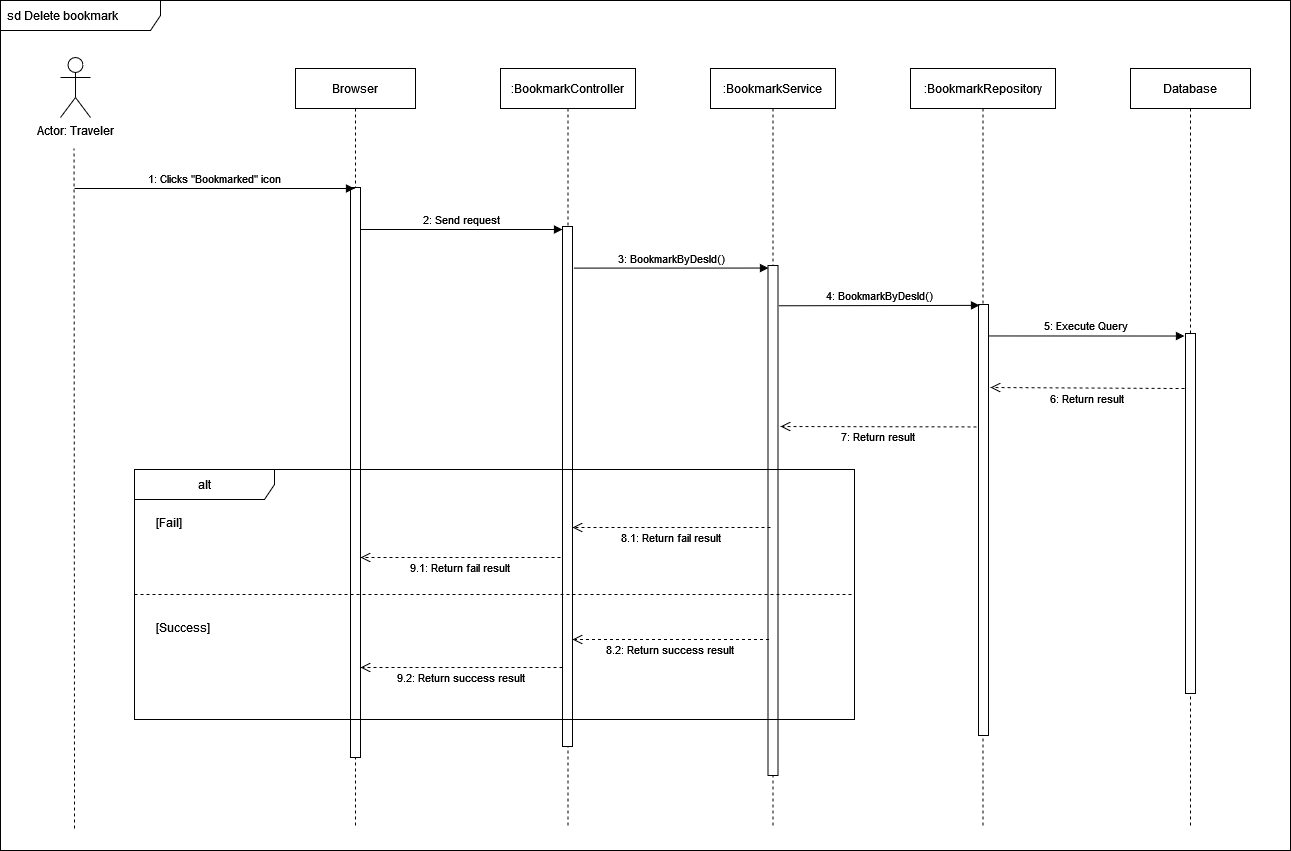 sd Delete bookmark
Actor: Traveler
Browser
:BookmarkController
:BookmarkService
:BookmarkRepository
Database
1: Clicks "Bookmarked" icon
2: Send request
3: BookmarkByDesId()
4: BookmarkByDesId()
5: Execute Query
6: Return result
7: Return result
alt
[Fail]
8.1: Return fail result
9.1: Return fail result
[Success]
8.2: Return success result
9.2: Return success result